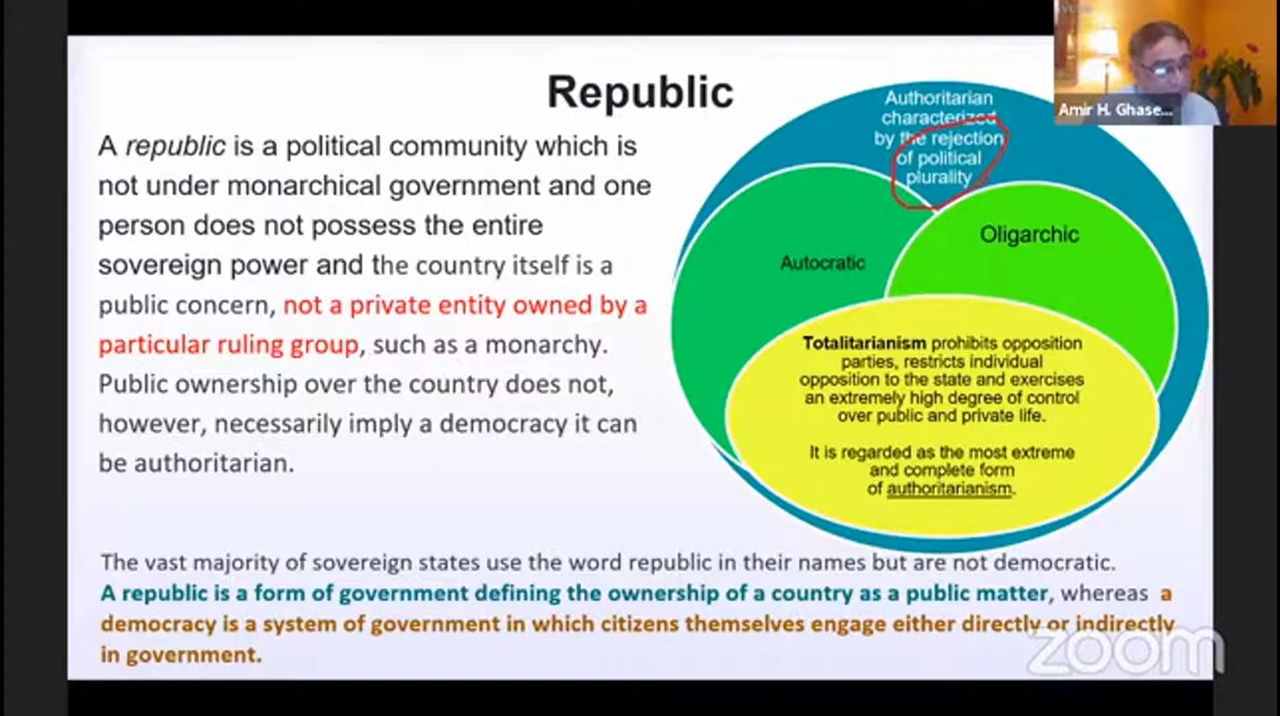 Republic
A republic is a political community which is
not under monarchical government and one
person does not possess the entire
sovereign power and the country itself is a
public concern, not a private entity owned by a
particular ruling group, such as a monarchy.
Public ownership over the country does not,
however, necessarily imply a democracy it can
be authoritarian.
Authoritarian
characterized
by the rejection
of political
plurality
Autocratic
Oligarchic
Totalitarianism prohibits opposition
parties, restricts individual
opposition to the state and exercises
an extremely high degree of control
over public and private life.
It is regarded as the most extreme
and complete form
of authoritarianism.
Amir H. Ghase...
The vast majority of sovereign states use the word republic in their names but are not democratic.
A republic is a form of government defining the ownership of a country as a public matter, whereas a
democracy is a system of government in which citizens themselves engage either directly or indirectly
in government.
zoom